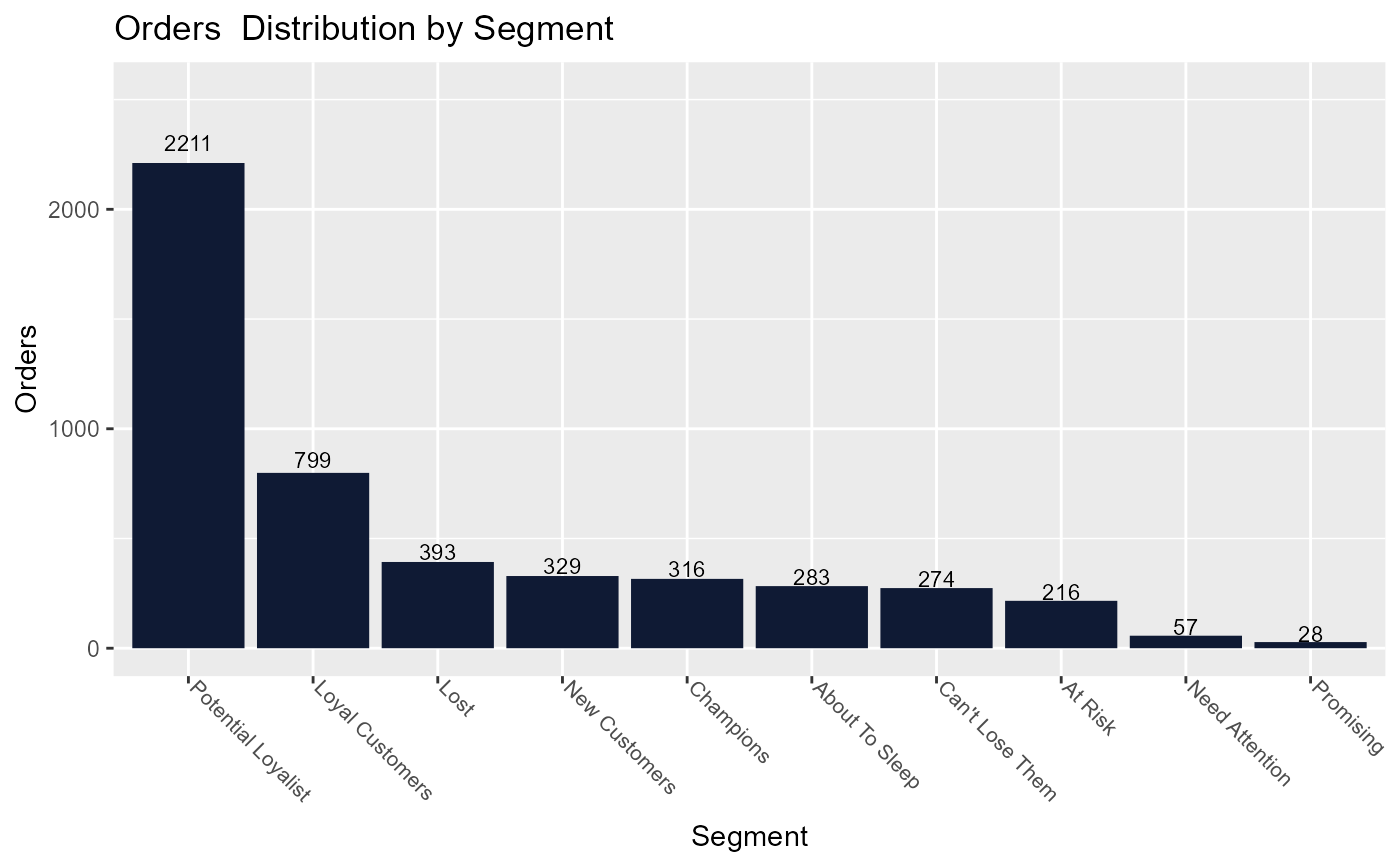 Orders  Distribution by Segment
2211
799
393
329
316
283
274
216
57
28
2000
1000
0
Orders
Potential Loyalist
Loyal Customers
Lost
New Customers
Champions
About To Sleep
Can't Lose Them
At Risk
Need Attention
Promising
Segment